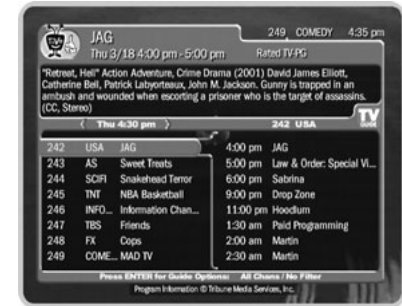 TiVo
JAG
249 COMEDY 4:35 pm
Thu 3/18 4:00 pm - 5:00 pm Rated TV-PG
"Retreat, Hell" Action Adventure, Crime Drama (2001) David James Elliott,
Catherine Bell, Patrick Labyorteaux, John M. Jackson. Gunny is trapped in an
ambush and wounded when escorting a prisoner who is the target of assassins.
(CC, Stereo)
TV
GUIDE
Thu 4:30 pm 242 USA
242 USA JAG 4:00 pm JAG
243 AS Sweet Treats 5:00 pm Law & Order: Special Vi...
244 SCIFI Snakehead Terror 6:00 pm Sabrina
245 TNT NBA Basketball 9:00 pm Drop Zone
246 INFO... Information Chan... 11:00 pm Hoodlum
247 TBS Friends 1:30 am Paid Programming
248 FX Cops 2:00 am Martin
249 COME... MAD TV 2:30 am Martin
Press ENTER for Guide Options: All Chans / No Filter
Program Information © Tribune Media Services, Inc.